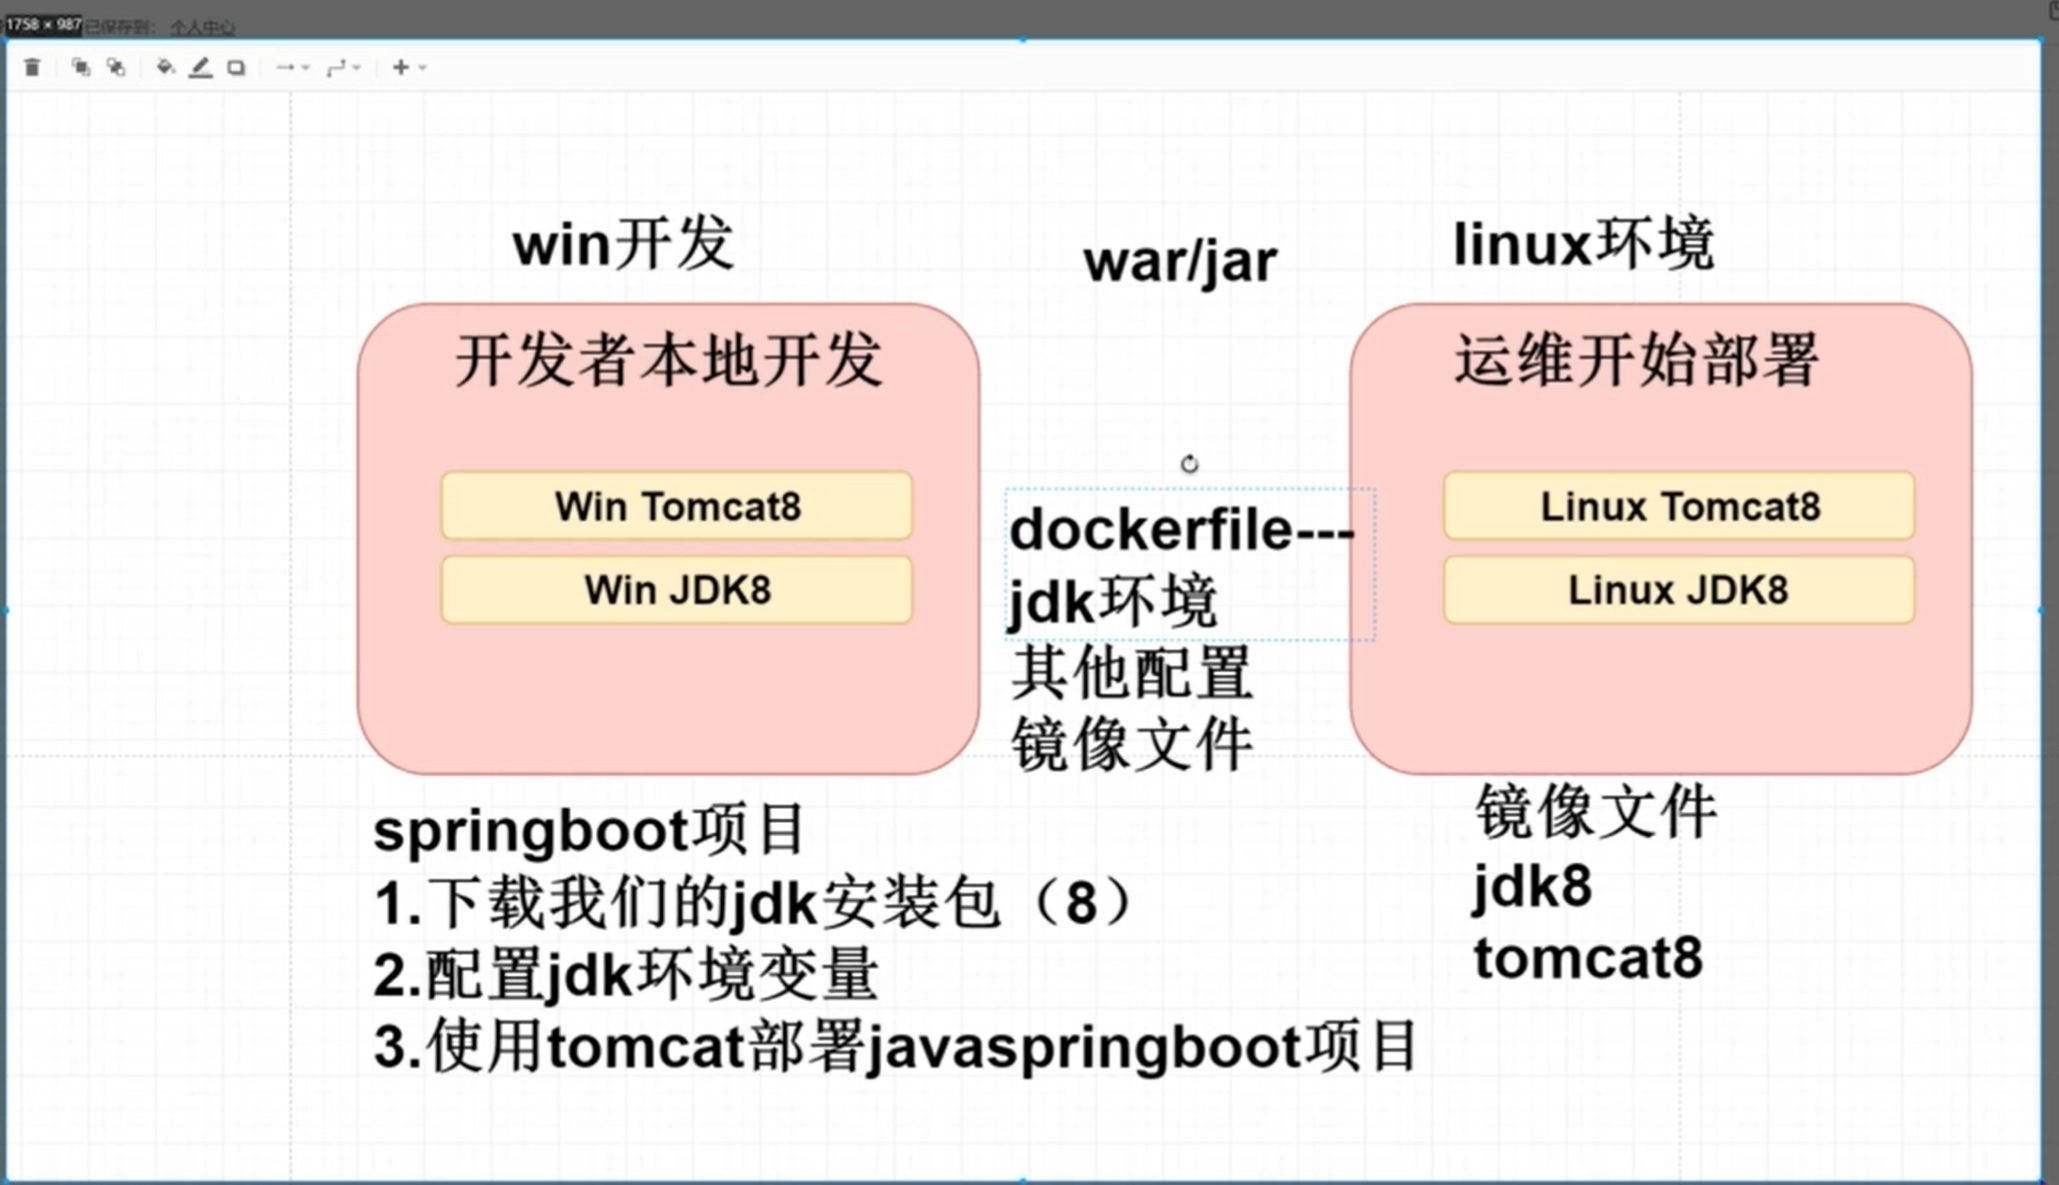 1758 × 987
已保存到： 个人中心
win开发
war/jar
linux环境
开发者本地开发
运维开始部署
Win Tomcat8
Win JDK8
dockerfile---
jdk环境
其他配置
镜像文件
Linux Tomcat8
Linux JDK8
镜像文件
jdk8
tomcat8
springboot项目
1.下载我们的jdk安装包（8）
2.配置jdk环境变量
3.使用tomcat部署javaspringboot项目